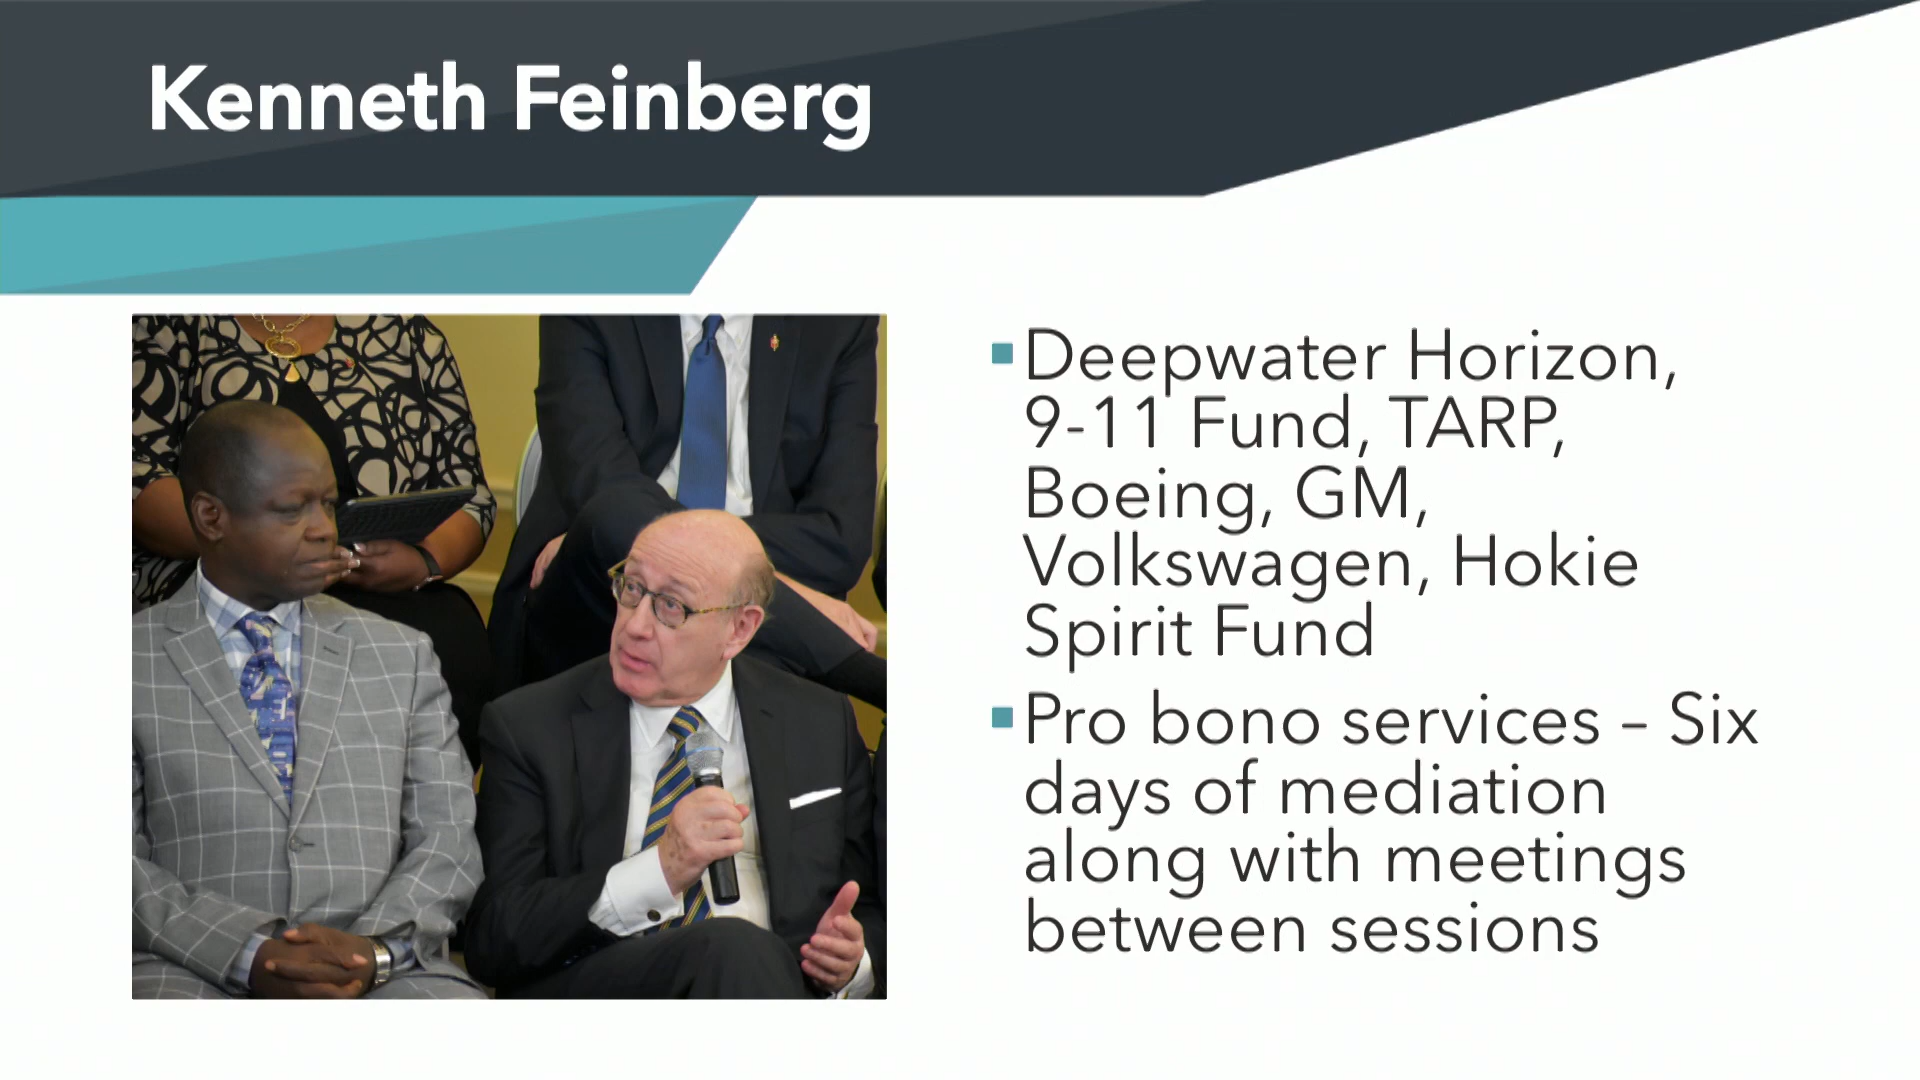 Kenneth Feinberg
Deepwater Horizon,
9-11 Fund, TARP,
Boeing, GM,
Volkswagen, Hokie
Spirit Fund
Pro bono services – Six
days of mediation
along with meetings
between sessions